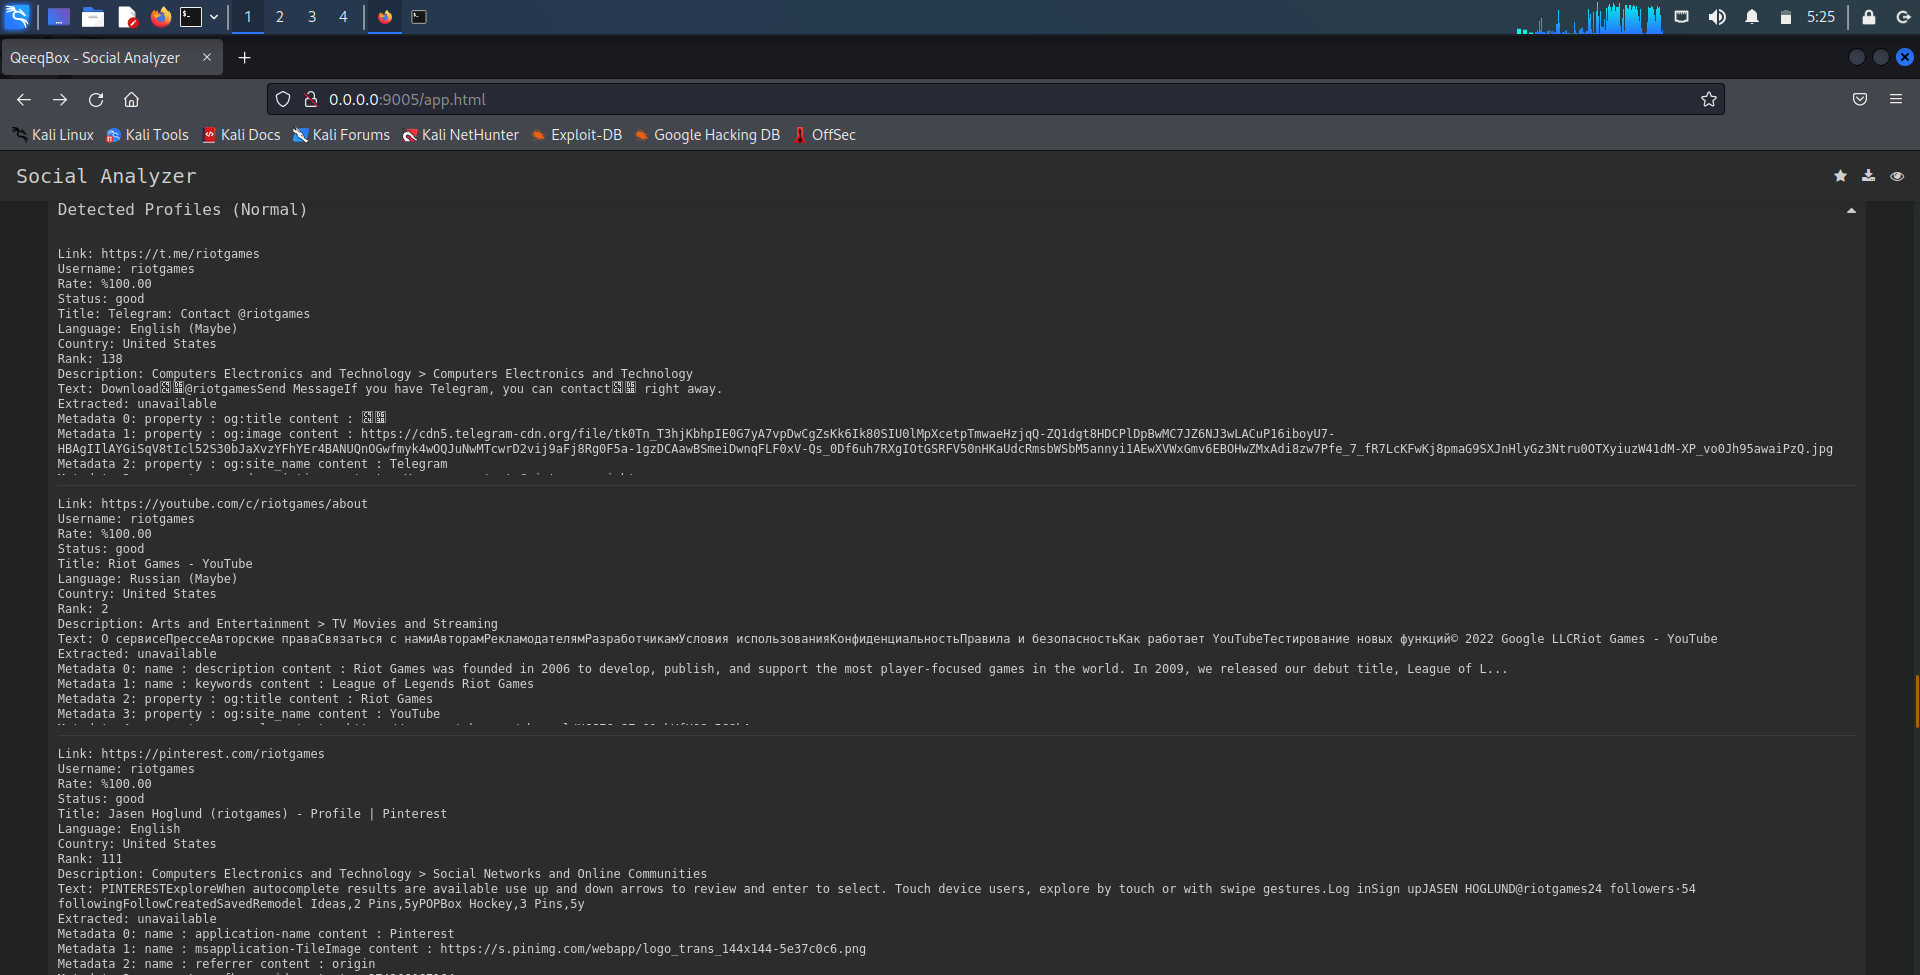 1 2 3 4 5:25
QeeqBox - Social Analyzer
0.0.0.0:9005/app.html
Kali Linux Kali Tools Kali Docs Kali Forums Kali NetHunter Exploit-DB Google Hacking DB OffSec
Social Analyzer
Detected Profiles (Normal)
Link: https://t.me/riotgames
Username: riotgames
Rate: %100.00
Status: good
Title: Telegram: Contact @riotgames
Language: English (Maybe)
Country: United States
Rank: 138
Description: Computers Electronics and Technology > Computers Electronics and Technology
Text: Download@riotgamesSend MessageIf you have Telegram, you can contact right away.
Extracted: unavailable
Metadata 0: property : og:title content :
Metadata 1: property : og:image content : https://cdn5.telegram-cdn.org/file/tk0Tn_T3hjKbhpIE0G7yA7vpDwCgZsKk6Ik80SIU0lMpXcetpTmwaeHzjqQ-ZQ1dgt8HDCPlDpBwMC7JZ6NJ3wLACuP16iboyU7-
HBAgIIlAYGiSqV8tIcl52S30bJaXvzYFhYEr4BANUQnOGwfmyk4wOQJuNwMTcwrD2vij9aFj8Rg0F5a-1gzDCAawBSmeiDwnqFLF0xV-Qs_0Df6uh7RXgIOtGSRFV50nHKaUdcRmsbWSbM5annyi1AEwXVWxGmv6EBOHwZMxAdi8zw7Pfe_7_fR7LcKFwKj8pmaG9SXJnHlyGz3Ntru0OTXyiuzW41dM-XP_vo0Jh95awaiPzQ.jpg
Metadata 2: property : og:site_name content : Telegram
Link: https://youtube.com/c/riotgames/about
Username: riotgames
Rate: %100.00
Status: good
Title: Riot Games - YouTube
Language: Russian (Maybe)
Country: United States
Rank: 2
Description: Arts and Entertainment > TV Movies and Streaming
Text: О сервисеПрессеАвторские праваСвязаться с намиАвторамРекламодателямРазработчикамУсловия использованияКонфиденциальностьПравила и безопасностьКак работает YouTubeТестирование новых функций© 2022 Google LLCRiot Games - YouTube
Extracted: unavailable
Metadata 0: name : description content : Riot Games was founded in 2006 to develop, publish, and support the most player-focused games in the world. In 2009, we released our debut title, League of L...
Metadata 1: name : keywords content : League of Legends Riot Games
Metadata 2: property : og:title content : Riot Games
Metadata 3: property : og:site_name content : YouTube
Link: https://pinterest.com/riotgames
Username: riotgames
Rate: %100.00
Status: good
Title: Jasen Hoglund (riotgames) - Profile | Pinterest
Language: English
Country: United States
Rank: 111
Description: Computers Electronics and Technology > Social Networks and Online Communities
Text: PINTERESTExploreWhen autocomplete results are available use up and down arrows to review and enter to select. Touch device users, explore by touch or with swipe gestures.Log inSign upJASEN HOGLUND@riotgames24 followers·54
followingFollowCreatedSavedRemodel Ideas,2 Pins,5yPOPBox Hockey,3 Pins,5y
Extracted: unavailable
Metadata 0: name : application-name content : Pinterest
Metadata 1: name : msapplication-TileImage content : https://s.pinimg.com/webapp/logo_trans_144x144-5e37c0c6.png
Metadata 2: name : referrer content : origin